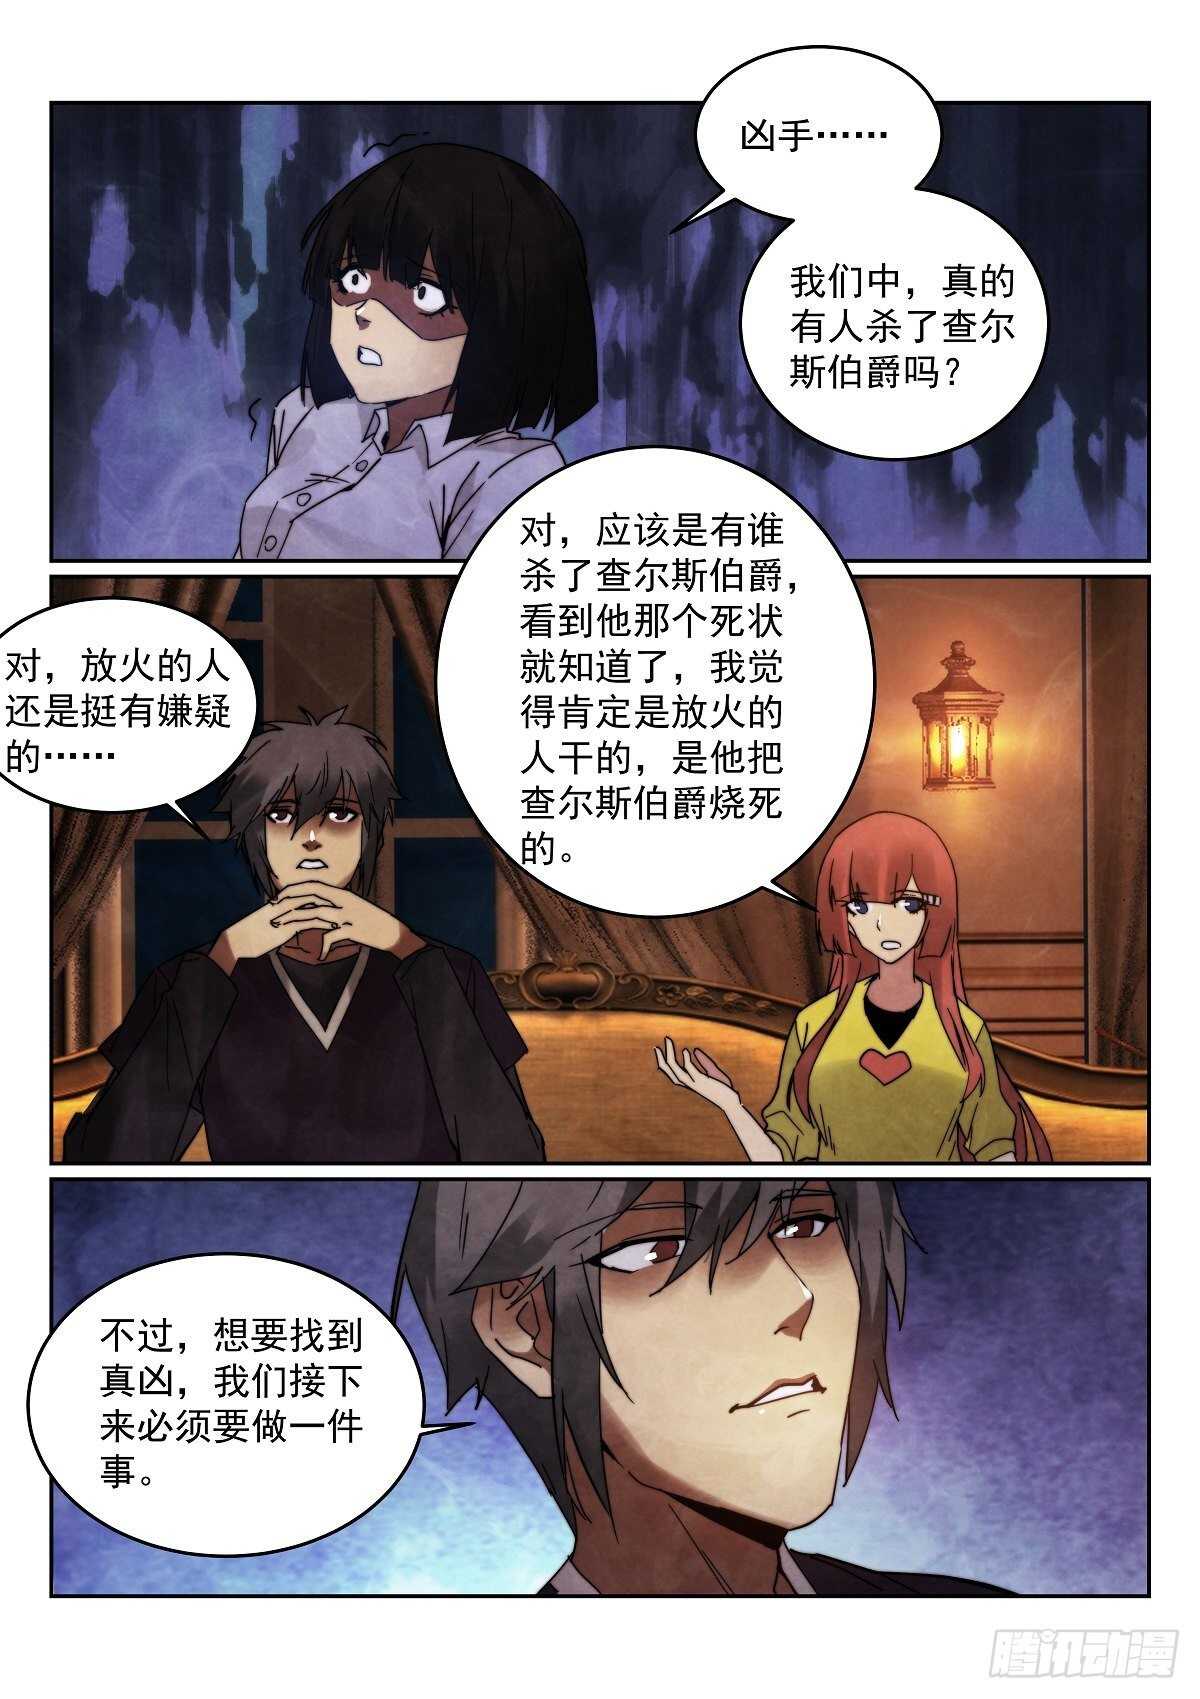 凶手……
我们中，真的
有人杀了查尔
斯伯爵吗？
对，应该是有谁
杀了查尔斯伯爵，
看到他那个死状
就知道了，我觉
得肯定是放火的
人干的，是他把
查尔斯伯爵烧死
的。
对，放火的人
还是挺有嫌疑
的……
不过，想要找到
真凶，我们接下
来必须要做一件
事。
腾讯动漫